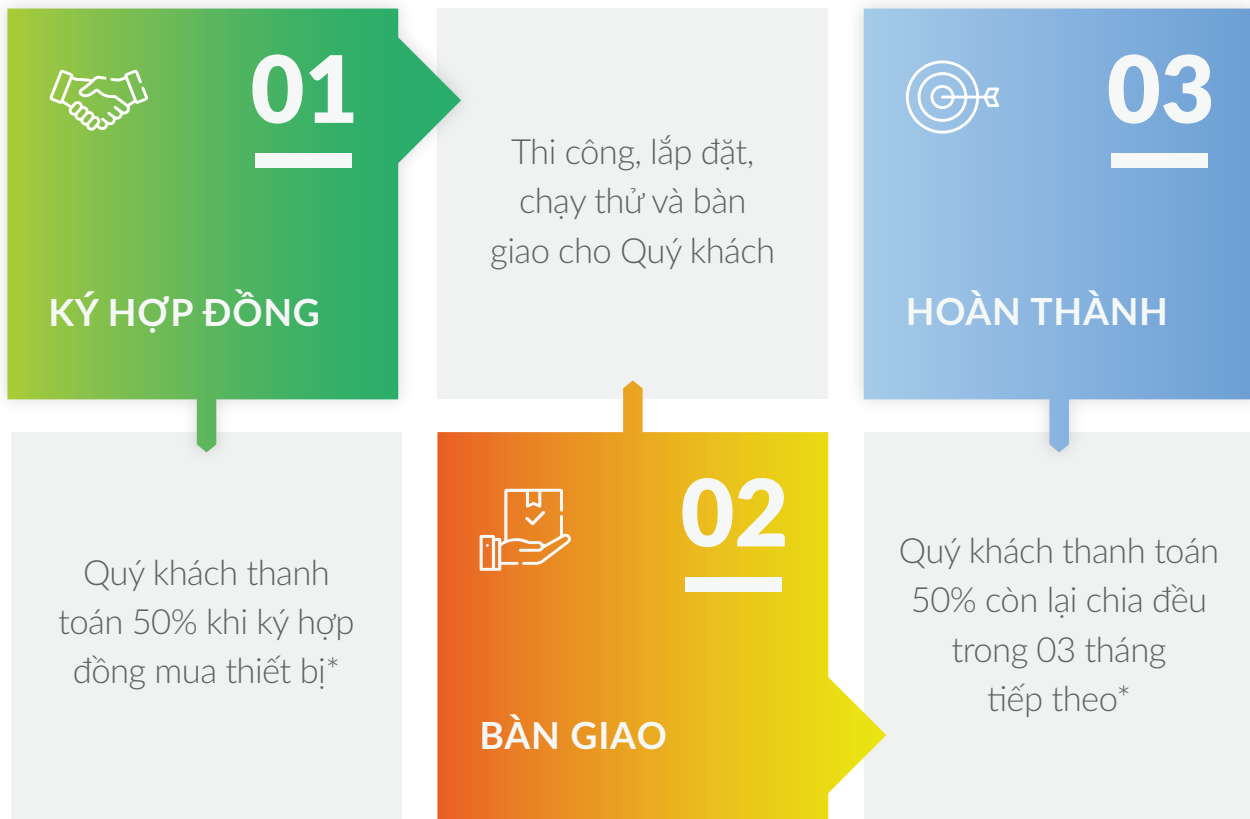 01
KÝ HỢP ĐỒNG
Quý khách thanh
toán 50% khi ký hợp
đồng mua thiết bị*
02
BÀN GIAO
Thi công, lắp đặt,
chạy thử và bàn
giao cho Quý khách
03
HOÀN THÀNH
Quý khách thanh toán
50% còn lại chia đều
trong 03 tháng
tiếp theo*